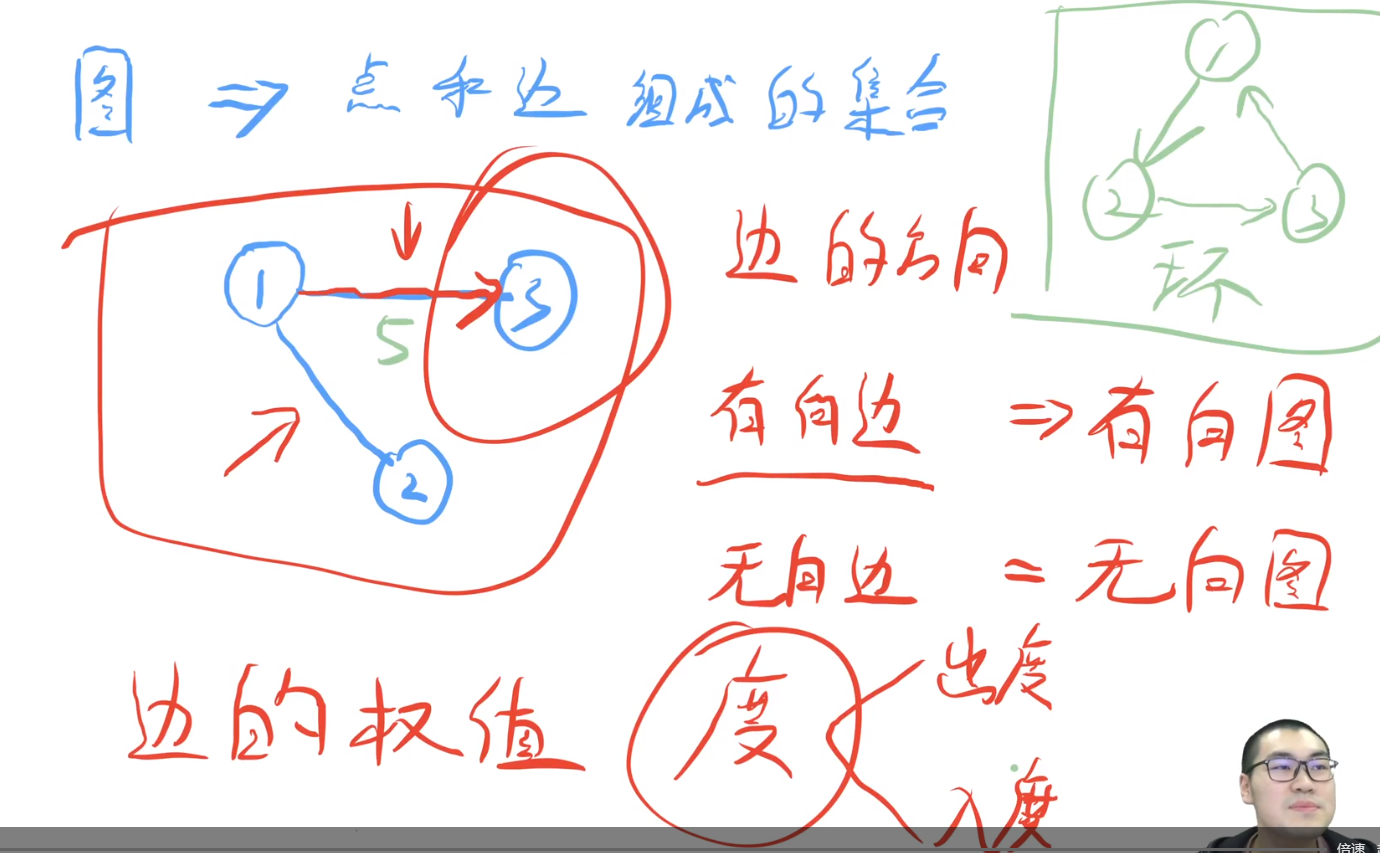 图 ⇒ 点和边组成的集合
1
2
3
环
1
3
5
2
边的方向
有向边 ⇒ 有向图
无向边 = 无向图
边的权值
度
出度
入度
倍速